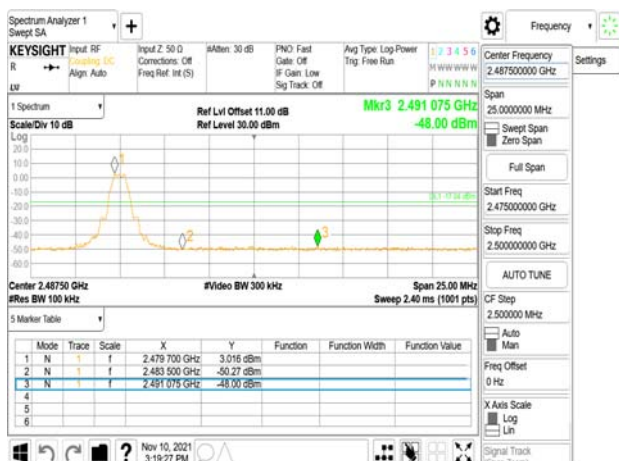 Spectrum Analyzer 1
Swept SA
+
Frequency
KEYSIGHT
R
Input: RF
Coupling: DC
Align: Auto
Input Z: 50 Ω
Corrections: Off
Freq Ref: Int (S)
#Atten: 30 dB
PNO: Fast
Gate: Off
IF Gain: Low
Sig Track: Off
Avg Type: Log-Power
Trig: Free Run
1 2 3 4 5 6
M W W W W W
P N N N N N
1 Spectrum
Scale/Div 10 dB
Ref Lvl Offset 11.00 dB
Ref Level 30.00 dBm
Mkr3 2.491 075 GHz
-48.00 dBm
Log
20.0
10.0
0.00
-10.0
-20.0
-30.0
-40.0
-50.0
-60.0
1
2
3
Center 2.48750 GHz
#Res BW 100 kHz
#Video BW 300 kHz
Span 25.00 MHz
Sweep 2.40 ms (1001 pts)
5 Marker Table
Mode Trace Scale X Y Function Function Width Function Value
1 N 1 f 2.479 700 GHz 3.016 dBm
2 N 1 f 2.483 500 GHz -50.27 dBm
3 N 1 f 2.491 075 GHz -48.00 dBm
4
5
6
?
Nov 10, 2021
3:19:27 PM
Center Frequency
2.487500000 GHz
Settings
Span
25.0000000 MHz
Swept Span
Zero Span
Full Span
Start Freq
2.475000000 GHz
Stop Freq
2.500000000 GHz
AUTO TUNE
CF Step
2.500000 MHz
Auto
Man
Freq Offset
0 Hz
X Axis Scale
Log
Lin
Signal Track